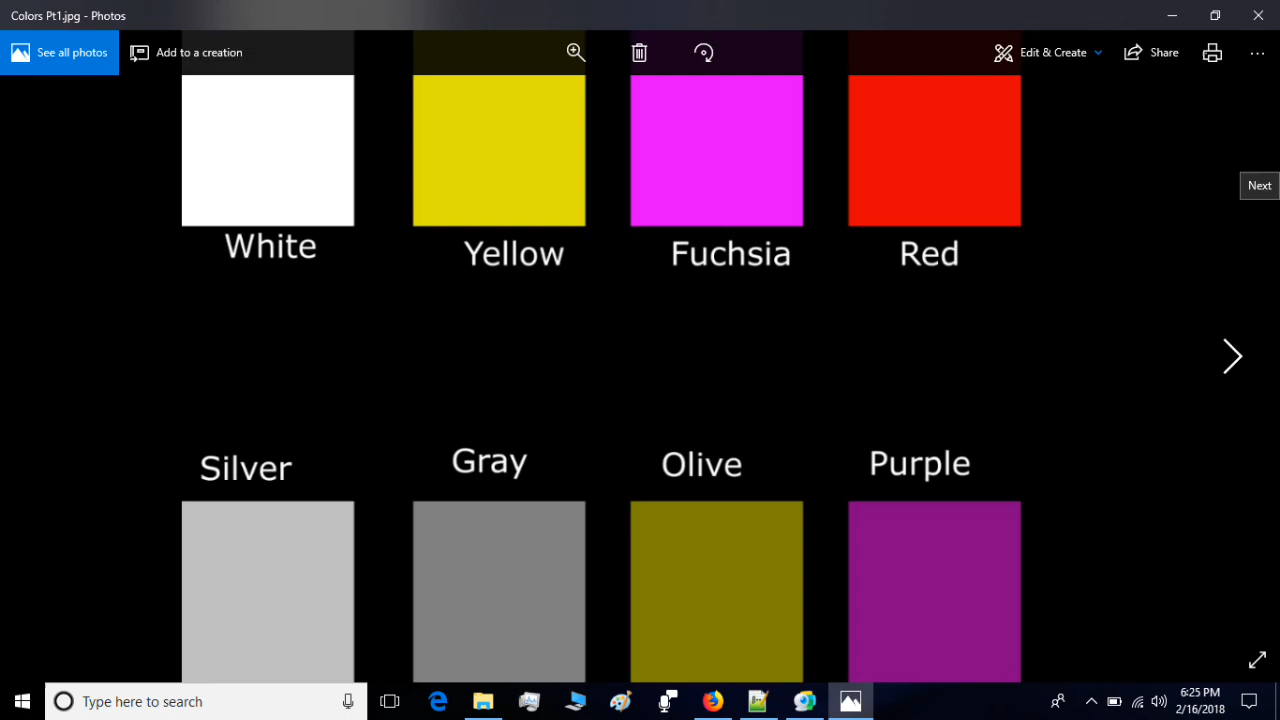 Colors Pt1.jpg - Photos
See all photos
Add to a creation
Edit & Create
Share
Next
White
Yellow
Fuchsia
Red
Silver
Gray
Olive
Purple
Type here to search
6:25 PM
2/16/2018